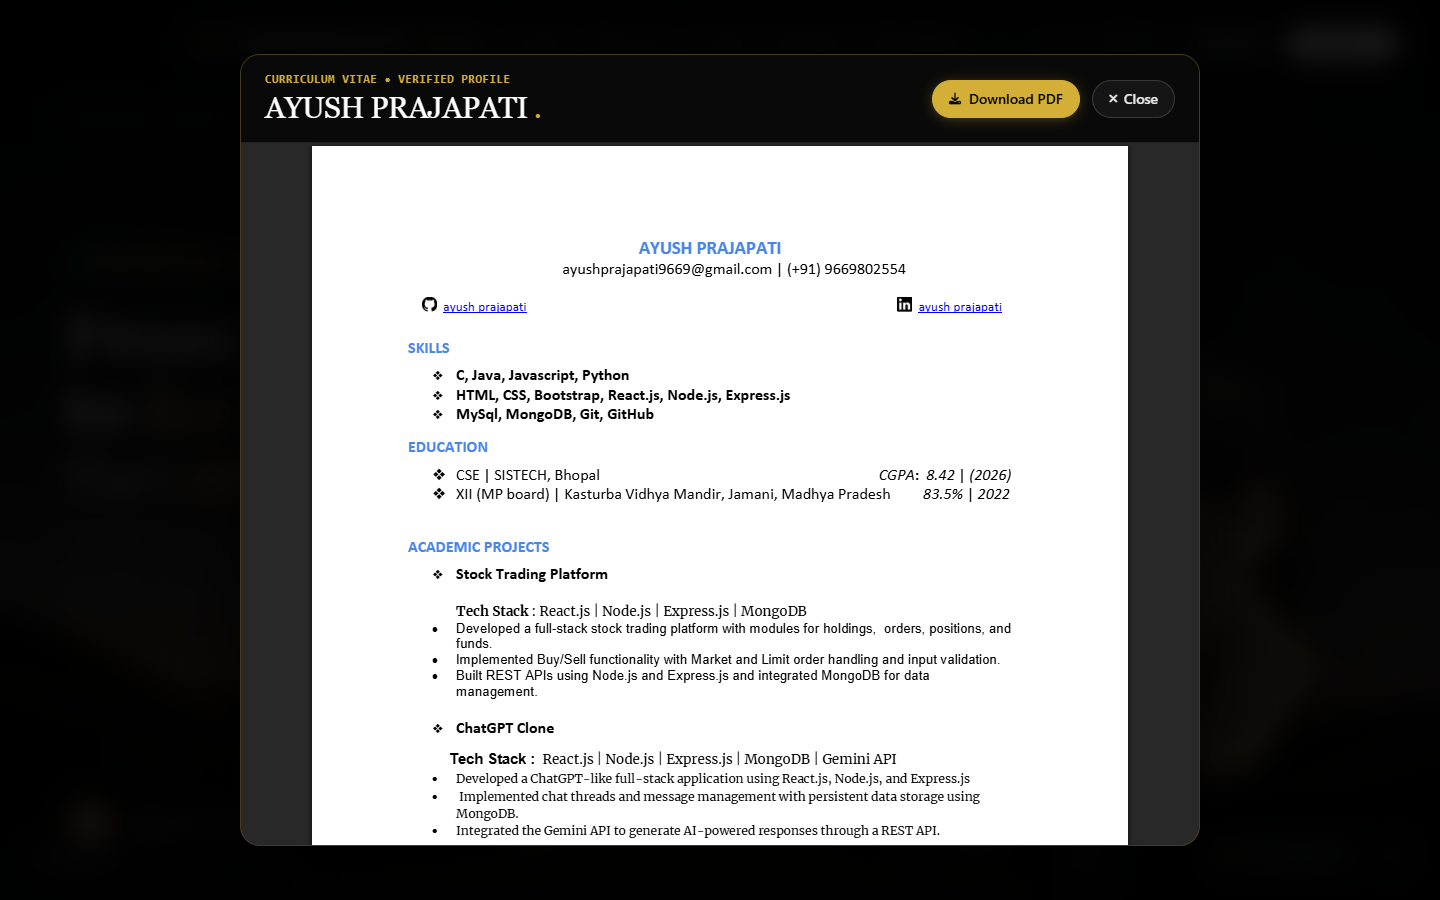 CURRICULUM VITAE • VERIFIED PROFILE
AYUSH PRAJAPATI .
Download PDF
✕ Close
AYUSH PRAJAPATI
ayushprajapati9669@gmail.com | (+91) 9669802554
ayush prajapati
ayush prajapati
SKILLS
❖ C, Java, Javascript, Python
❖ HTML, CSS, Bootstrap, React.js, Node.js, Express.js
❖ MySql, MongoDB, Git, GitHub
EDUCATION
❖ CSE | SISTECH, Bhopal CGPA: 8.42 | (2026)
❖ XII (MP board) | Kasturba Vidhya Mandir, Jamani, Madhya Pradesh 83.5% | 2022
ACADEMIC PROJECTS
❖ Stock Trading Platform
Tech Stack : React.js | Node.js | Express.js | MongoDB
• Developed a full-stack stock trading platform with modules for holdings, orders, positions, and
funds.
• Implemented Buy/Sell functionality with Market and Limit order handling and input validation.
• Built REST APIs using Node.js and Express.js and integrated MongoDB for data
management.
❖ ChatGPT Clone
Tech Stack : React.js | Node.js | Express.js | MongoDB | Gemini API
• Developed a ChatGPT-like full-stack application using React.js, Node.js, and Express.js
• Implemented chat threads and message management with persistent data storage using
MongoDB.
• Integrated the Gemini API to generate AI-powered responses through a REST API.